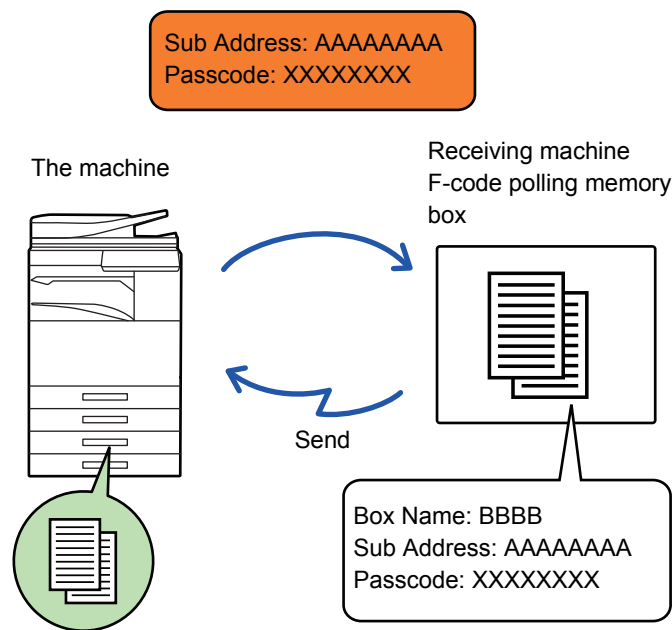 Sub Address: AAAAAAAA
Passcode: XXXXXXXX
The machine
Receiving machine
F-code polling memory
box
Send
Box Name: BBBB
Sub Address: AAAAAAAA
Passcode: XXXXXXXX